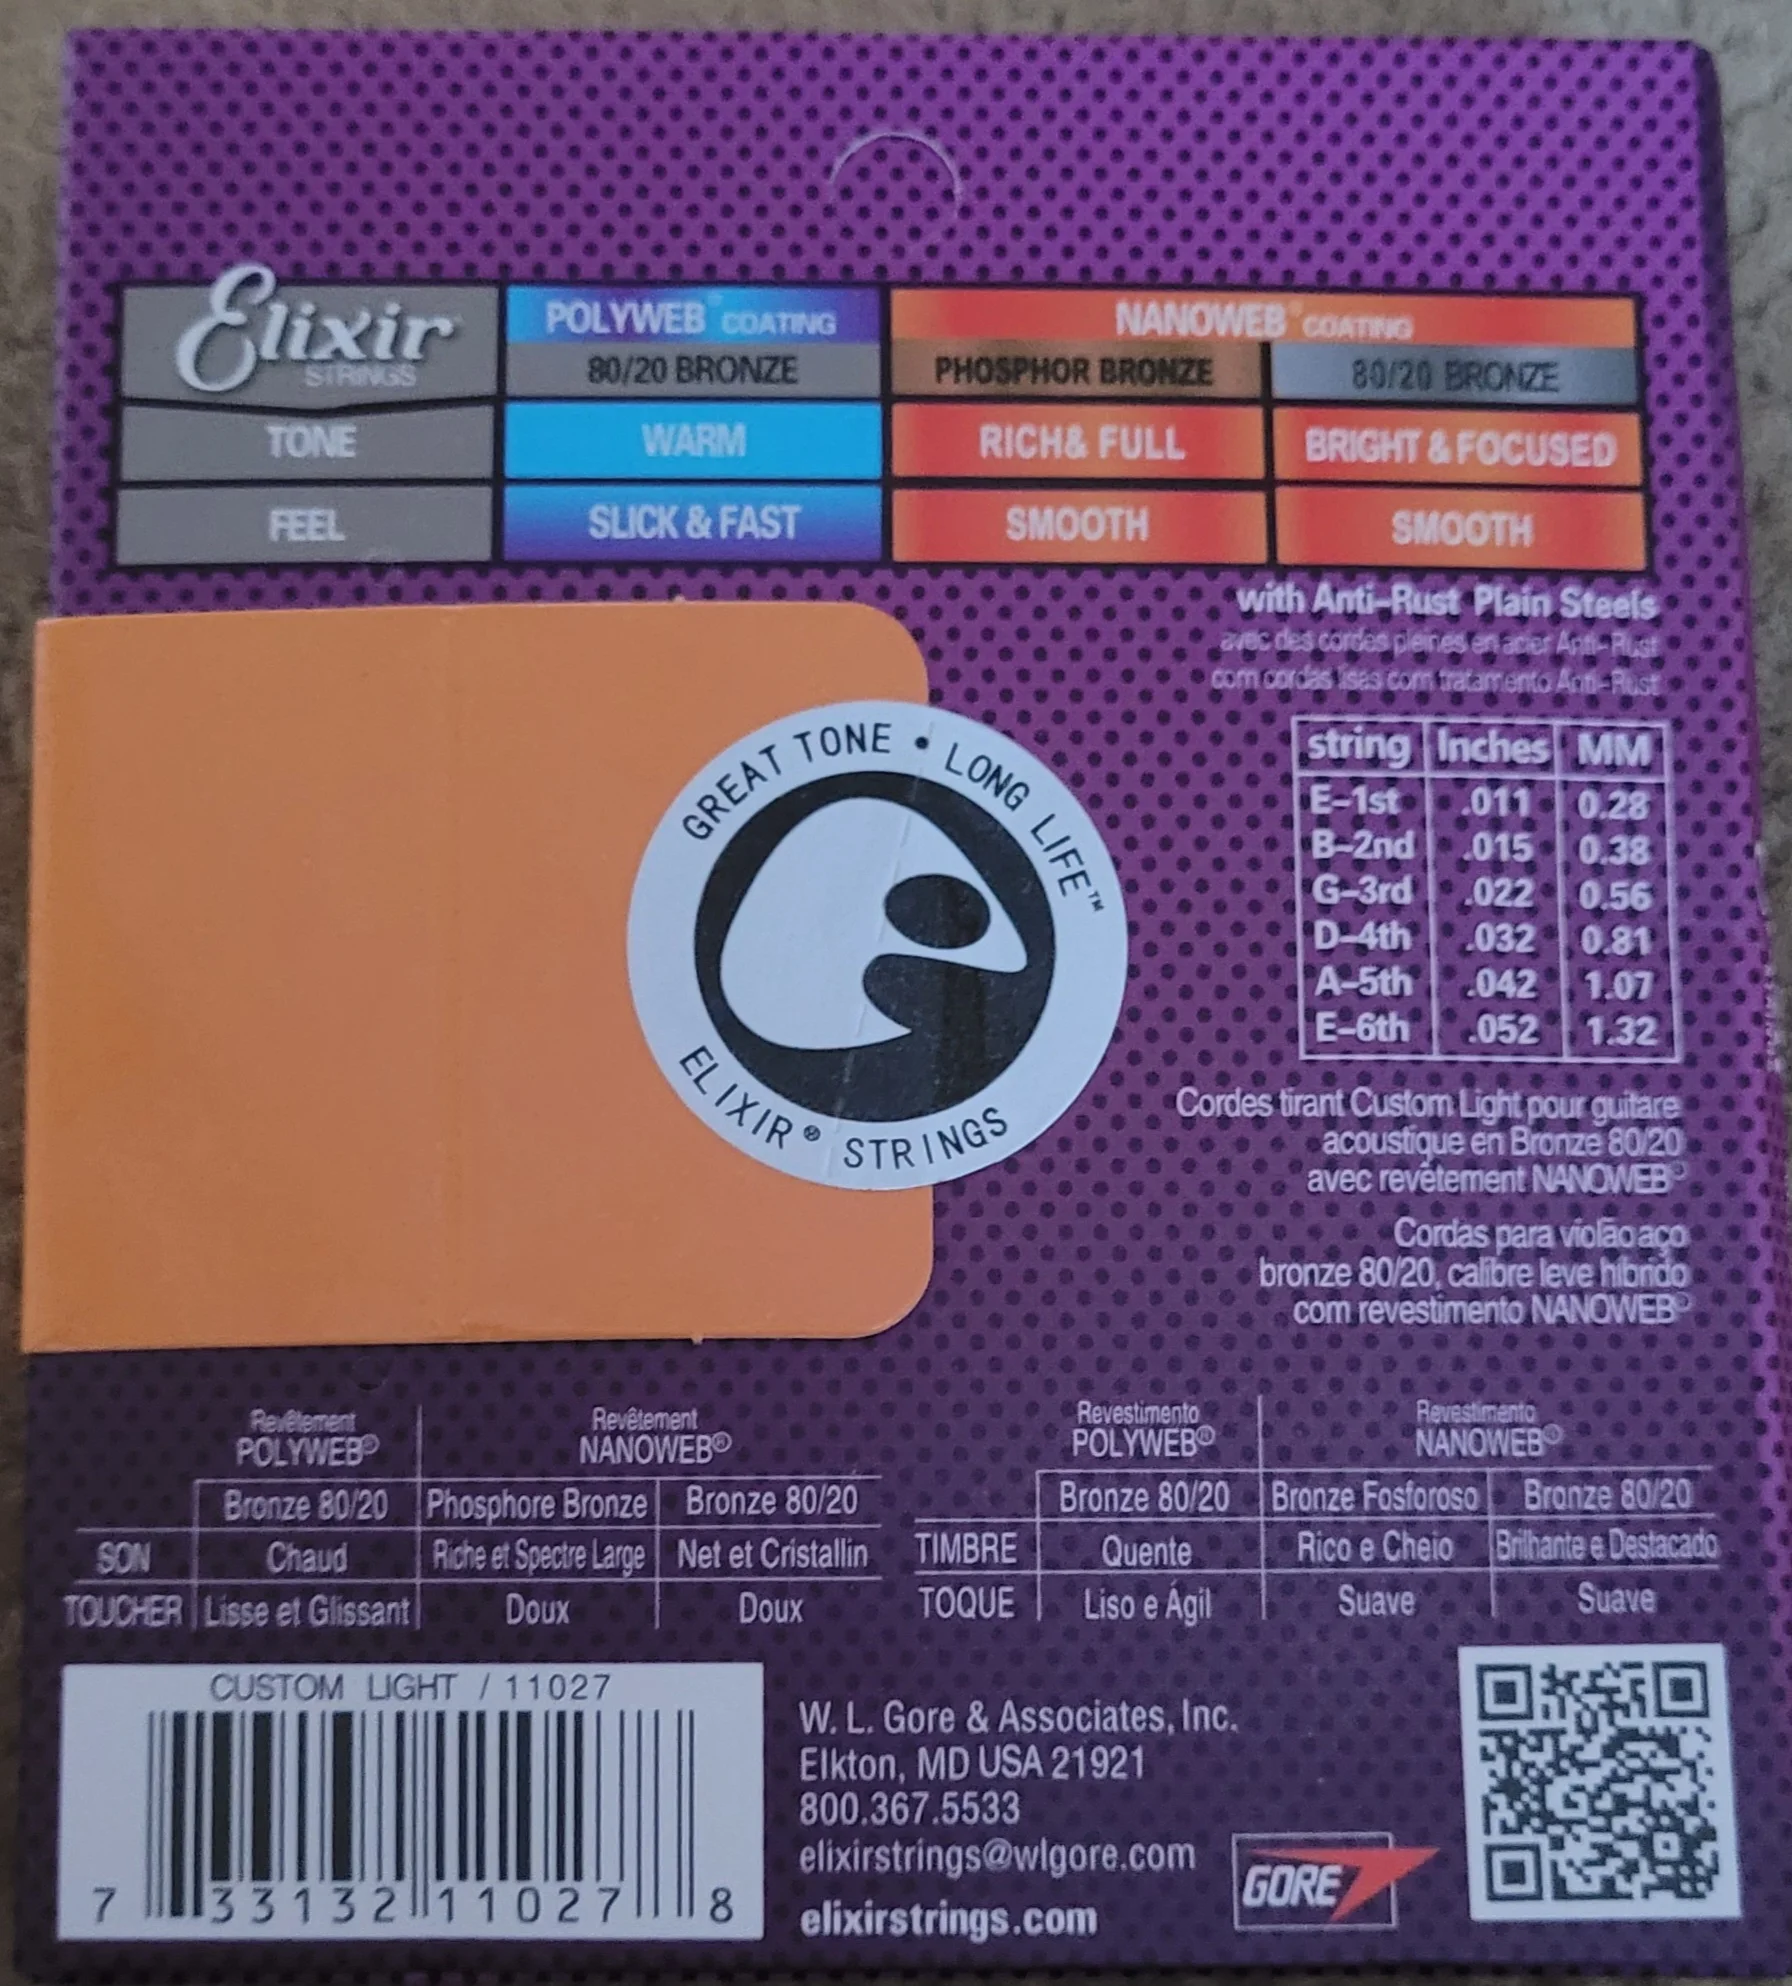 Elixir
STRINGS
POLYWEB® COATING
NANOWEB® COATING
80/20 BRONZE
PHOSPHOR BRONZE
80/20 BRONZE
TONE
WARM
RICH& FULL
BRIGHT & FOCUSED
FEEL
SLICK & FAST
SMOOTH
SMOOTH
with Anti-Rust Plain Steels
avec des cordes pleines en acier Anti-Rust
com cordas lisas com tratamento Anti-Rust
GREAT TONE • LONG LIFE™
ELIXIR® STRINGS
string Inches MM
E-1st .011 0.28
B-2nd .015 0.38
G-3rd .022 0.56
D-4th .032 0.81
A-5th .042 1.07
E-6th .052 1.32
Cordes tirant Custom Light pour guitare
acoustique en Bronze 80/20
avec revêtement NANOWEB®
Cordas para violão aço
bronze 80/20, calibre leve híbrido
com revestimento NANOWEB®
Revêtement
POLYWEB®
Revêtement
NANOWEB®
Bronze 80/20 Phosphore Bronze Bronze 80/20
SON Chaud Riche et Spectre Large Net et Cristallin
TOUCHER Lisse et Glissant Doux Doux
Revestimento
POLYWEB®
Revestimento
NANOWEB®
Bronze 80/20 Bronze Fosforoso Bronze 80/20
TIMBRE Quente Rico e Cheio Brilhante e Destacado
TOQUE Liso e Ágil Suave Suave
CUSTOM LIGHT / 11027
7 33132 11027 8
W. L. Gore & Associates, Inc.
Elkton, MD USA 21921
800.367.5533
elixirstrings@wlgore.com
elixirstrings.com
GORE